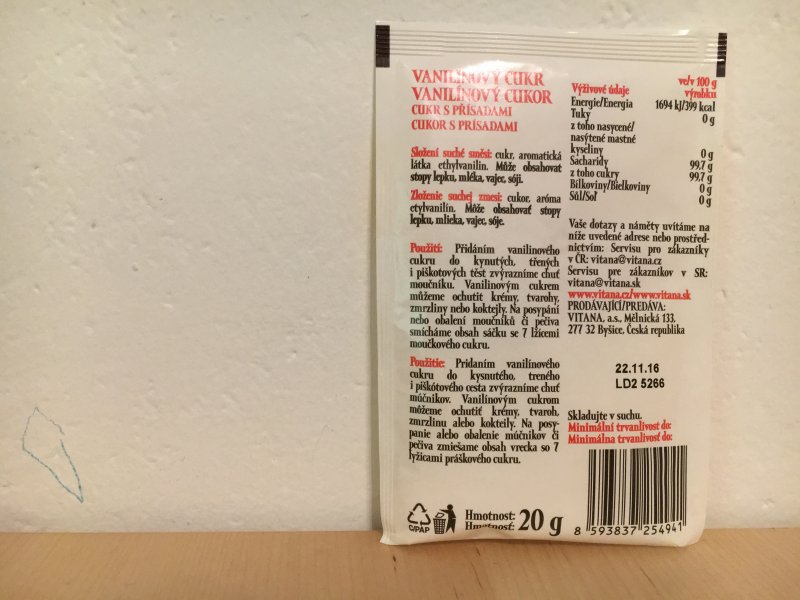 VANILÍNOVÝ CUKR
VANILÍNOVÝ CUKOR
CUKR S PŘÍSADAMI
CUKOR S PRÍSADAMI
Složení suché směsi: cukr, aromatická
látka ethylvanilin. Může obsahovat
stopy lepku, mléka, vajec, sóji.
Zloženie suchej zmesi: cukor, aróma
etylvanilín. Môže obsahovať stopy
lepku, mlieka, vajec, sóje.
Použití: Přidáním vanilinového
cukru do kynutých, třených
i piškotových těst zvýrazníme chuť
moučníku. Vanilinovým cukrem
můžeme ochutit krémy, tvarohy,
zmrzliny nebo koktejly. Na posypání
nebo obalení moučníků či pečiva
smícháme obsah sáčku se 7 lžícemi
moučkového cukru.
Použitie: Pridaním vanilínového
cukru do kysnutého, treného
i piškótového cesta zvýrazníme chuť
múčnikov. Vanilínovým cukrom
môžeme ochutiť krémy, tvaroh,
zmrzlinu alebo kokteily. Na posy-
panie alebo obalenie múčnikov či
pečiva zmiešame obsah vrecka so 7
lyžicami práškového cukru.
C/PAP
Hmotnost:
Hmotnosť: 20 g
Výživové údaje ve/v 100 g
výrobku
Energie/Energia 1694 kJ/399 kcal
Tuky 0 g
z toho nasycené/
nasýtené mastné
kyseliny 0 g
Sacharidy 99,7 g
z toho cukry 99,7 g
Bílkoviny/Bielkoviny 0 g
Sůl/Soľ 0 g
Vaše dotazy a náměty uvítáme na
níže uvedené adrese nebo prostřed-
nictvím: Servisu pro zákazníky
v ČR: vitana@vitana.cz
Servisu pre zákazníkov v SR:
vitana@vitana.sk
www.vitana.cz/www.vitana.sk
PRODÁVAJÍCÍ/PREDÁVA:
VITANA, a.s., Mělnická 133,
277 32 Byšice, Česká republika
22.11.16
LD2 5266
Skladujte v suchu.
Minimální trvanlivost do:
Minimálna trvanlivosť do:
8 593837 254941